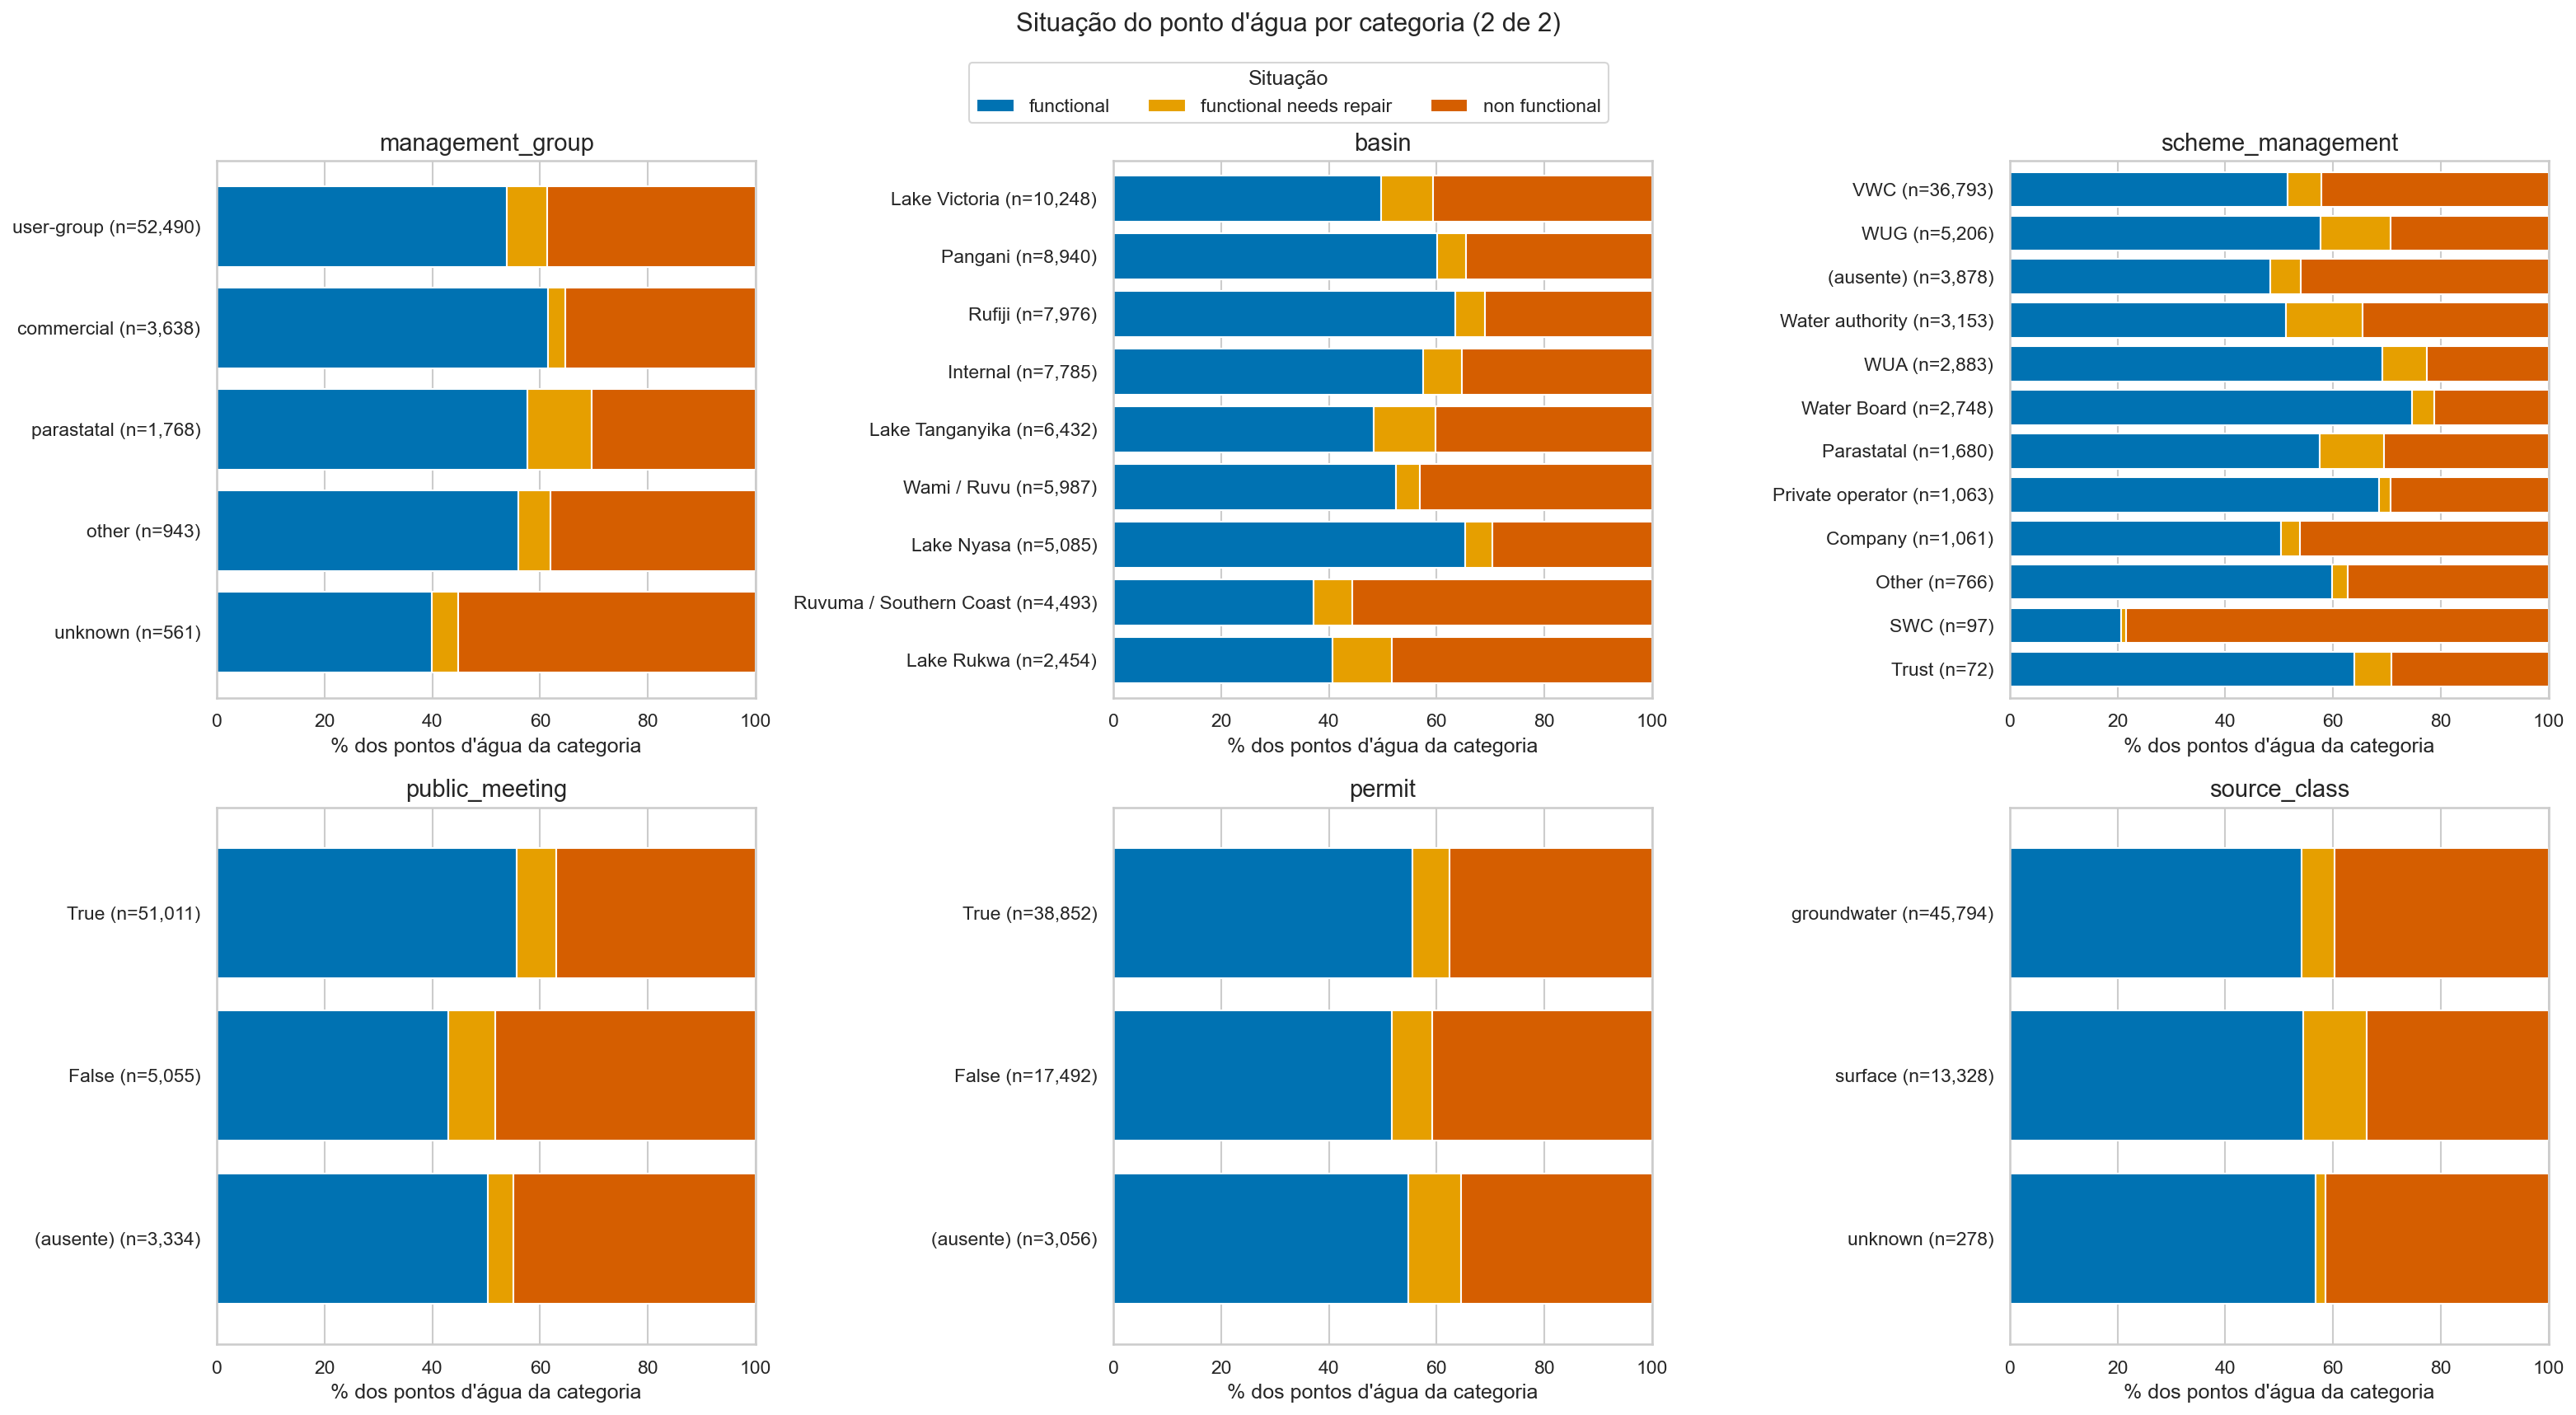 Situação do ponto d'água por categoria (2 de 2)
Situação
functional
functional needs repair
non functional
management_group
user-group (n=52,490)
commercial (n=3,638)
parastatal (n=1,768)
other (n=943)
unknown (n=561)
0 20 40 60 80 100
% dos pontos d'água da categoria
basin
Lake Victoria (n=10,248)
Pangani (n=8,940)
Rufiji (n=7,976)
Internal (n=7,785)
Lake Tanganyika (n=6,432)
Wami / Ruvu (n=5,987)
Lake Nyasa (n=5,085)
Ruvuma / Southern Coast (n=4,493)
Lake Rukwa (n=2,454)
0 20 40 60 80 100
% dos pontos d'água da categoria
scheme_management
VWC (n=36,793)
WUG (n=5,206)
(ausente) (n=3,878)
Water authority (n=3,153)
WUA (n=2,883)
Water Board (n=2,748)
Parastatal (n=1,680)
Private operator (n=1,063)
Company (n=1,061)
Other (n=766)
SWC (n=97)
Trust (n=72)
0 20 40 60 80 100
% dos pontos d'água da categoria
public_meeting
True (n=51,011)
False (n=5,055)
(ausente) (n=3,334)
0 20 40 60 80 100
% dos pontos d'água da categoria
permit
True (n=38,852)
False (n=17,492)
(ausente) (n=3,056)
0 20 40 60 80 100
% dos pontos d'água da categoria
source_class
groundwater (n=45,794)
surface (n=13,328)
unknown (n=278)
0 20 40 60 80 100
% dos pontos d'água da categoria